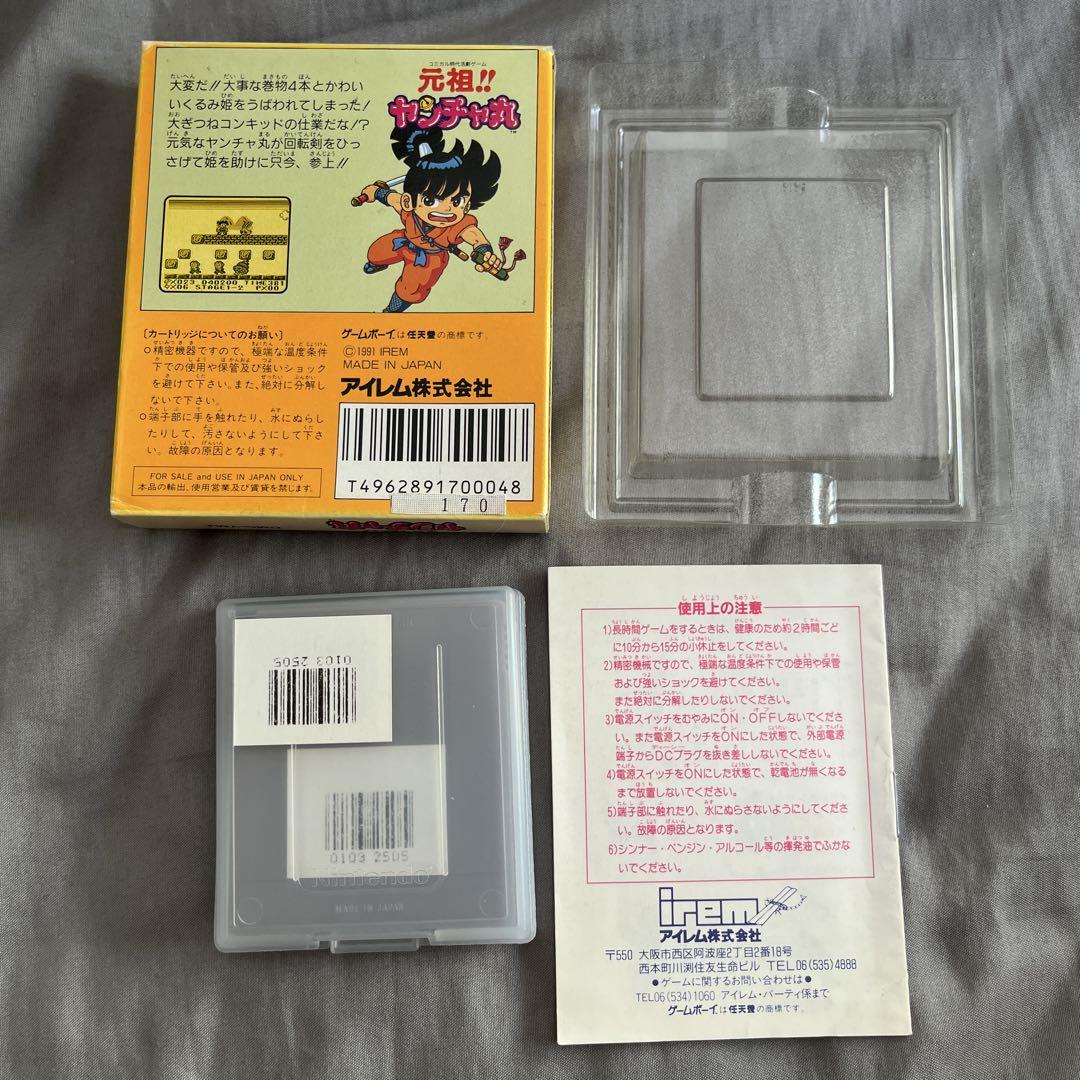 コミカル時代活劇ゲーム
元祖!!
ヤンチャ丸
TM
大変だ!!大事な巻物4本とかわい
いくるみ姫をうばわれてしまった!
大ぎつねコンキッドの仕業だな!?
元気なヤンチャ丸が回転剣をひっ
さげて姫を助けに只今、参上!!
×023 040200 TIME381
×06 STAGE1-2 P×00
〔カートリッジについてのお願い〕
○精密機器ですので、極端な温度条件
下での使用や保管及び強いショック
を避けて下さい。また、絶対に分解し
ないで下さい。
○端子部に手を触れたり、水にぬらし
たりして、汚さないようにして下さ
い。故障の原因となります。
FOR SALE and USE IN JAPAN ONLY
本品の輸出、使用営業及び賃貸を禁じます。
ゲームボーイは任天堂の商標です。
©1991 IREM
MADE IN JAPAN
アイレム株式会社
T4962891700048
170
0103 2505
0103 2505
Nintendo
MADE IN JAPAN
使用上の注意
1)長時間ゲームをするときは、健康のため約2時間ごと
に10分から15分の小休止をしてください。
2)精密機械ですので、極端な温度条件下での使用や保管
および強いショックを避けてください。
また絶対に分解したりしないでください。
3)電源スイッチをむやみにON・OFFしないでくださ
い。また電源スイッチをONにした状態で、外部電源
端子からDCプラグを抜き差ししないでください。
4)電源スイッチをONにした状態で、乾電池が無くなる
まで放置しないでください。
5)端子部に触れたり、水にぬらさないようにしてくださ
い。故障の原因となります。
6)シンナー・ベンジン・アルコール等の揮発油でふかな
いでください。
irem
アイレム株式会社
〒550 大阪市西区阿波座2丁目2番18号
西本町川渕住友生命ビル TEL.06(535)4888
●ゲームに関するお問い合わせは●
TEL06(534)1060 アイレム・パーティ係まで
ゲームボーイは任天堂の商標です。